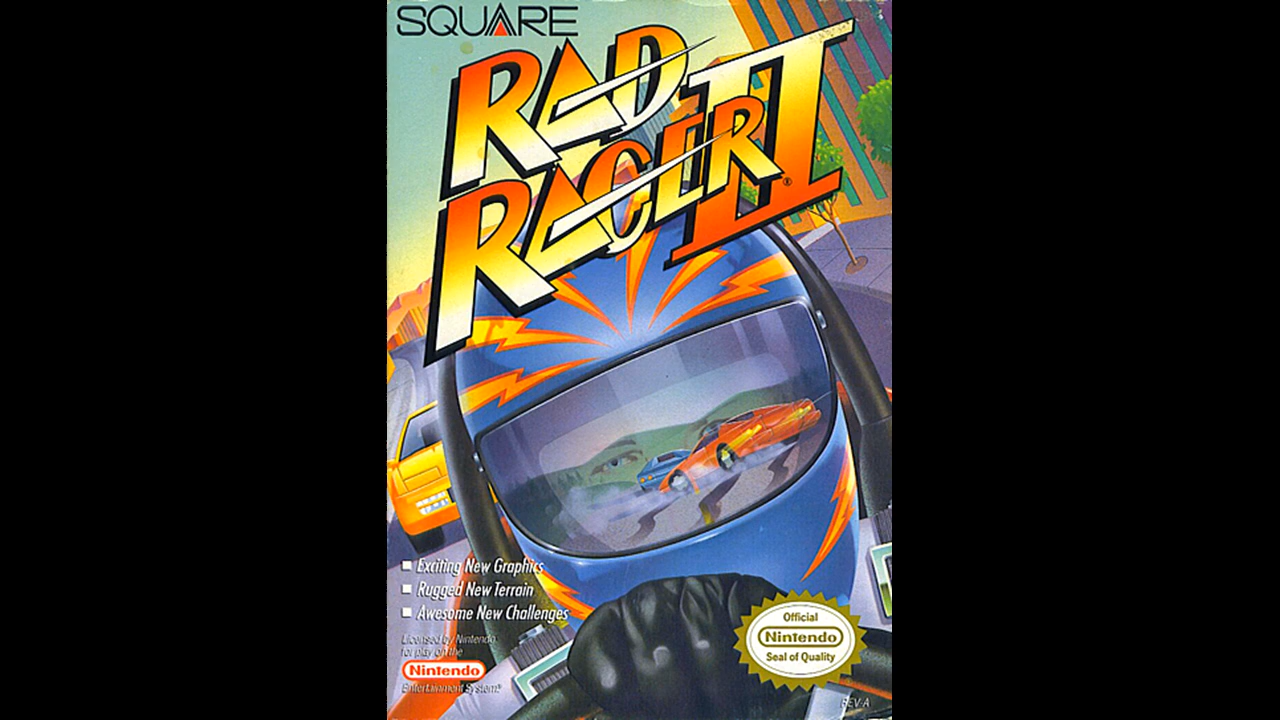 SQUARE
RAD
RACER II
®
Exciting New Graphics
Rugged New Terrain
Awesome New Challenges
Licensed by Nintendo
for play on the
Nintendo
Entertainment System®
Official
Nintendo
Seal of Quality
REV-A